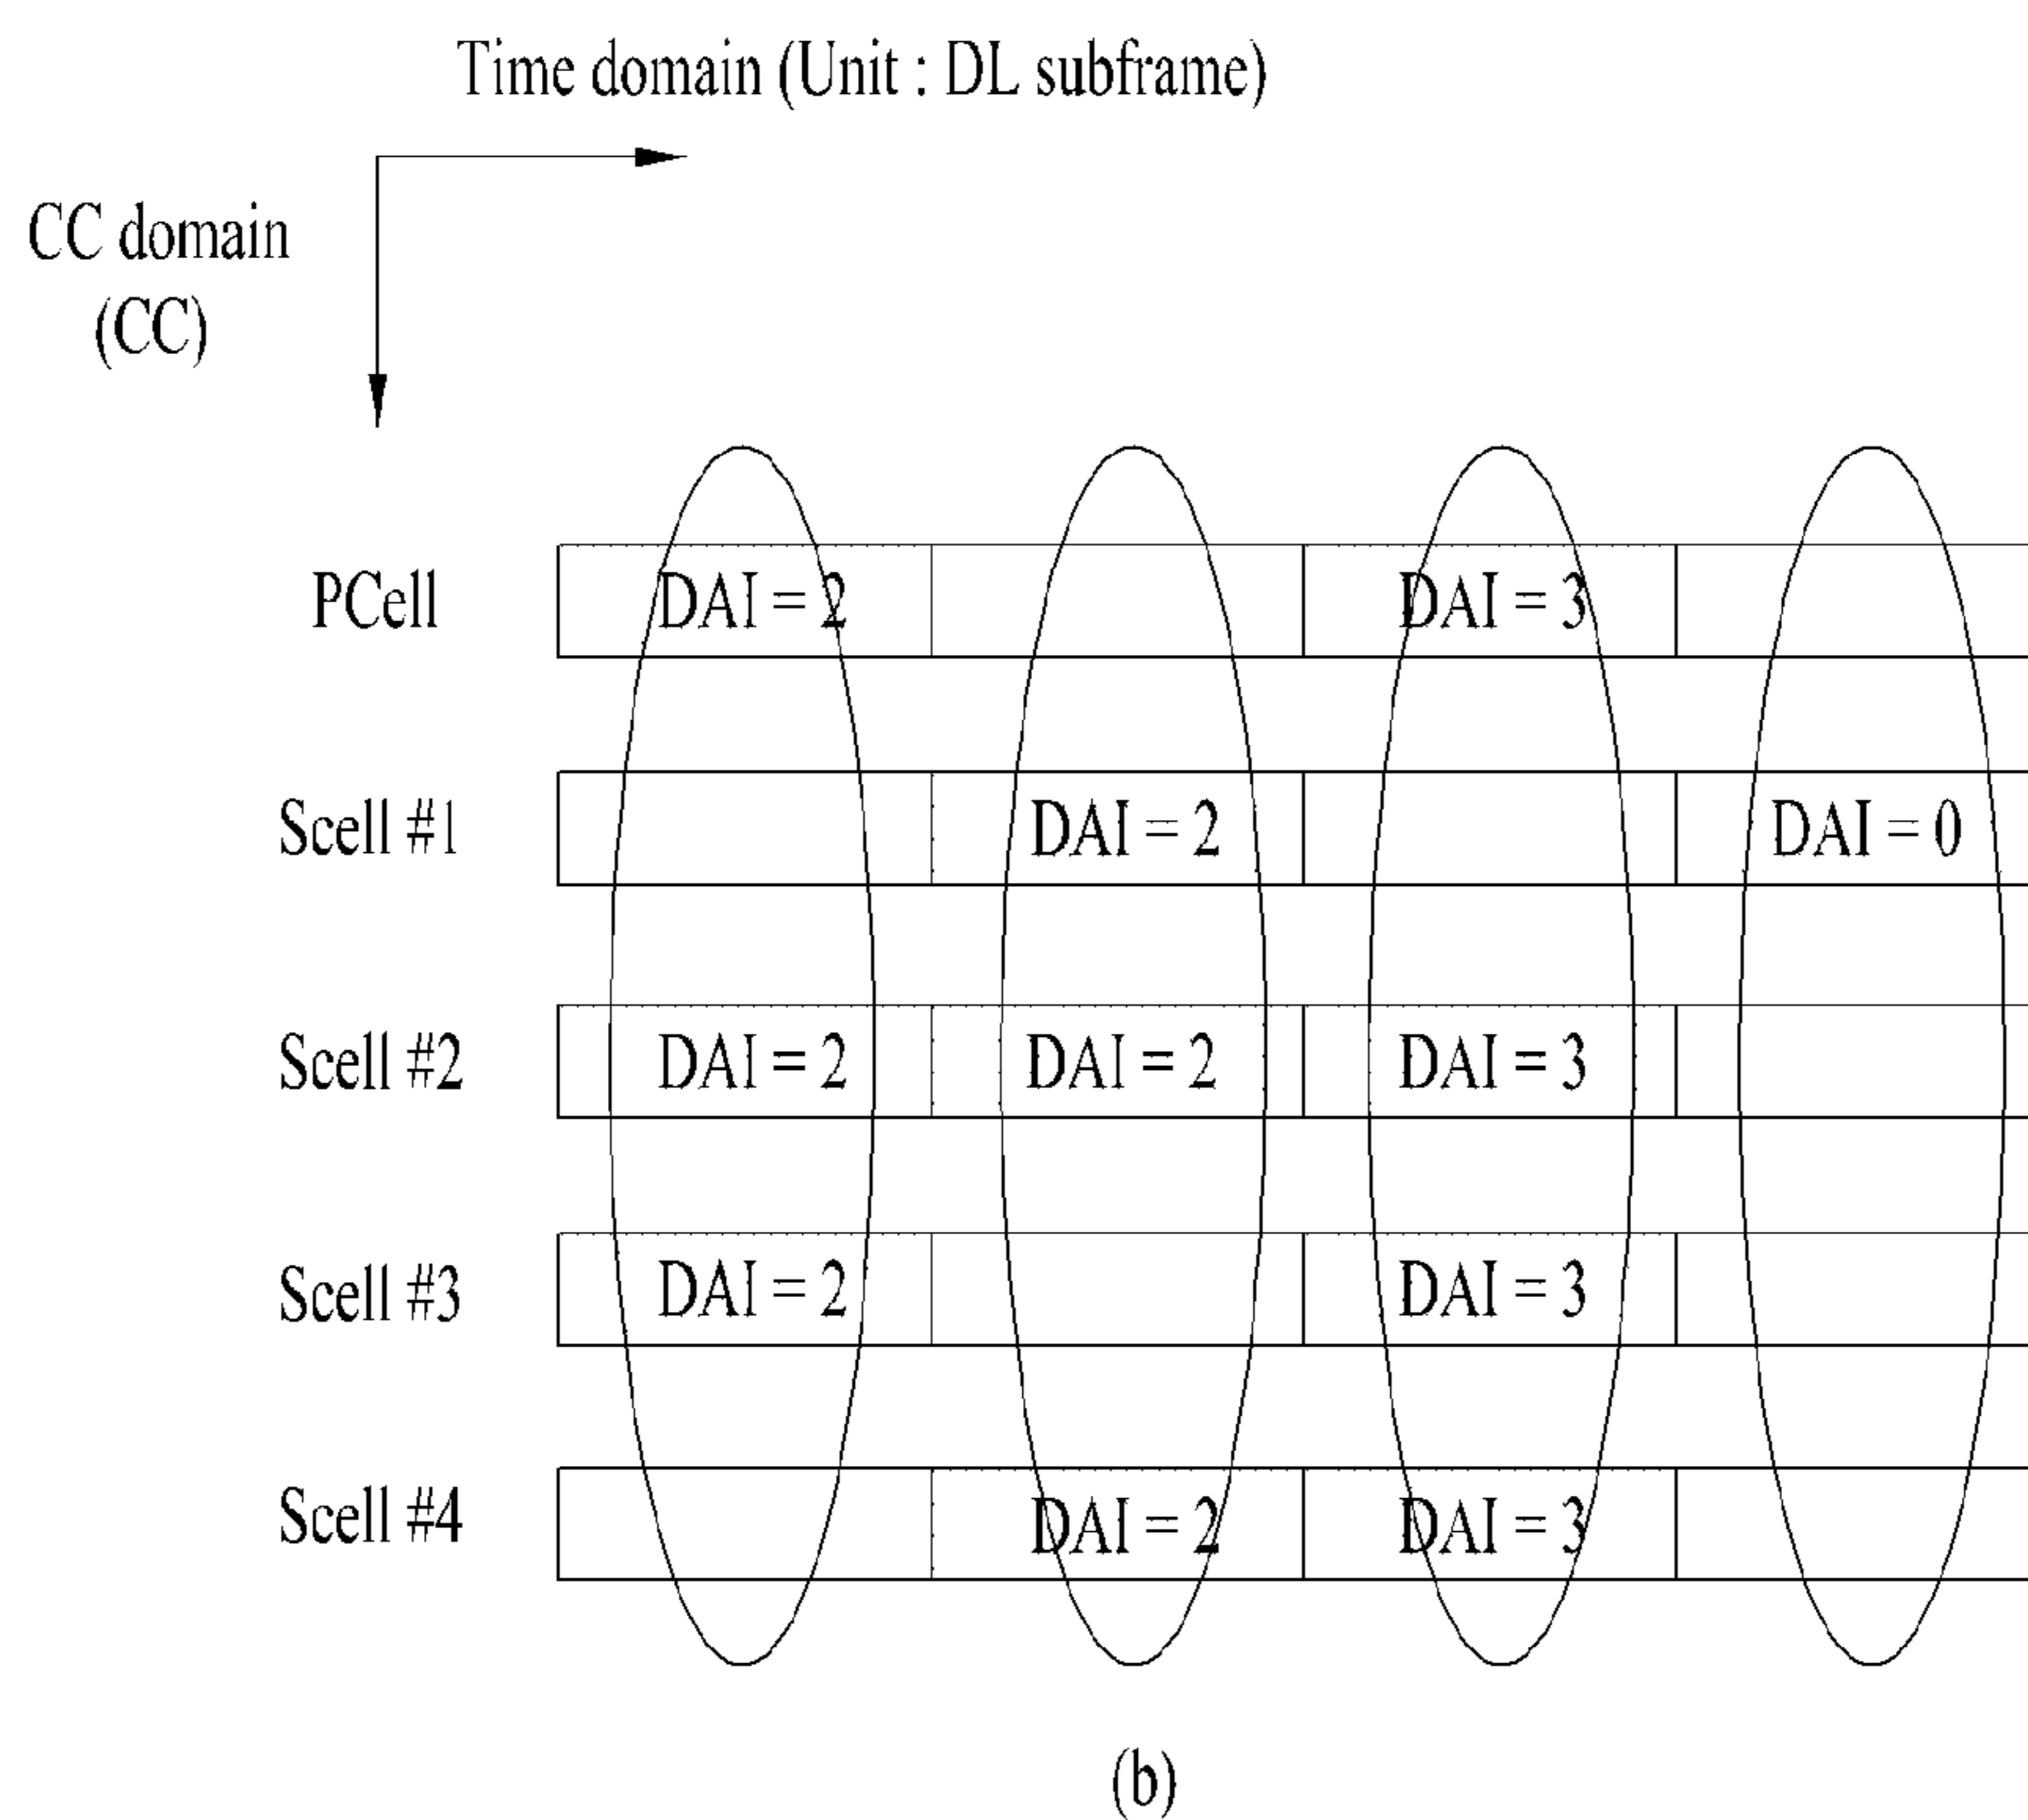 Time domain (Unit : DL subframe)
CC domain
(CC)
PCell DAI = 2 DAI = 3
Scell #1 DAI = 2 DAI = 0
Scell #2 DAI = 2 DAI = 2 DAI = 3
Scell #3 DAI = 2 DAI = 3
Scell #4 DAI = 2 DAI = 3
(b)